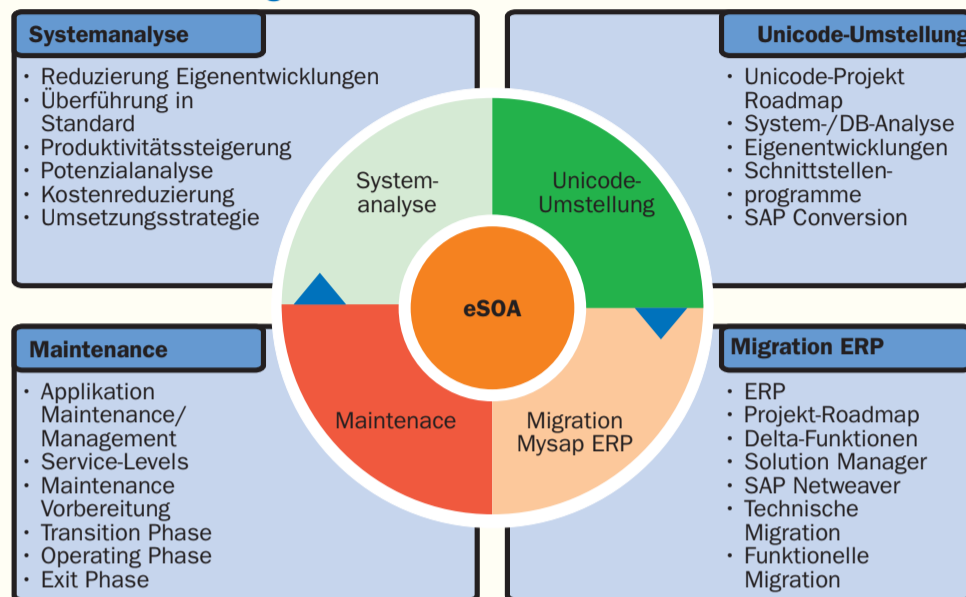 Systemanalyse
· Reduzierung Eigenentwicklungen
· Überführung in
Standard
· Produktivitätssteigerung
· Potenzialanalyse
· Kostenreduzierung
· Umsetzungsstrategie
Unicode-Umstellung
· Unicode-Projekt
Roadmap
· System-/DB-Analyse
· Eigenentwicklungen
· Schnittstellen-
programme
· SAP Conversion
System-
analyse
Unicode-
Umstellung
eSOA
Maintenace
Migration
Mysap ERP
Maintenance
· Applikation
Maintenance/
Management
· Service-Levels
· Maintenance
Vorbereitung
· Transition Phase
· Operating Phase
· Exit Phase
Migration ERP
· ERP
· Projekt-Roadmap
· Delta-Funktionen
· Solution Manager
· SAP Netweaver
· Technische
Migration
· Funktionelle
Migration